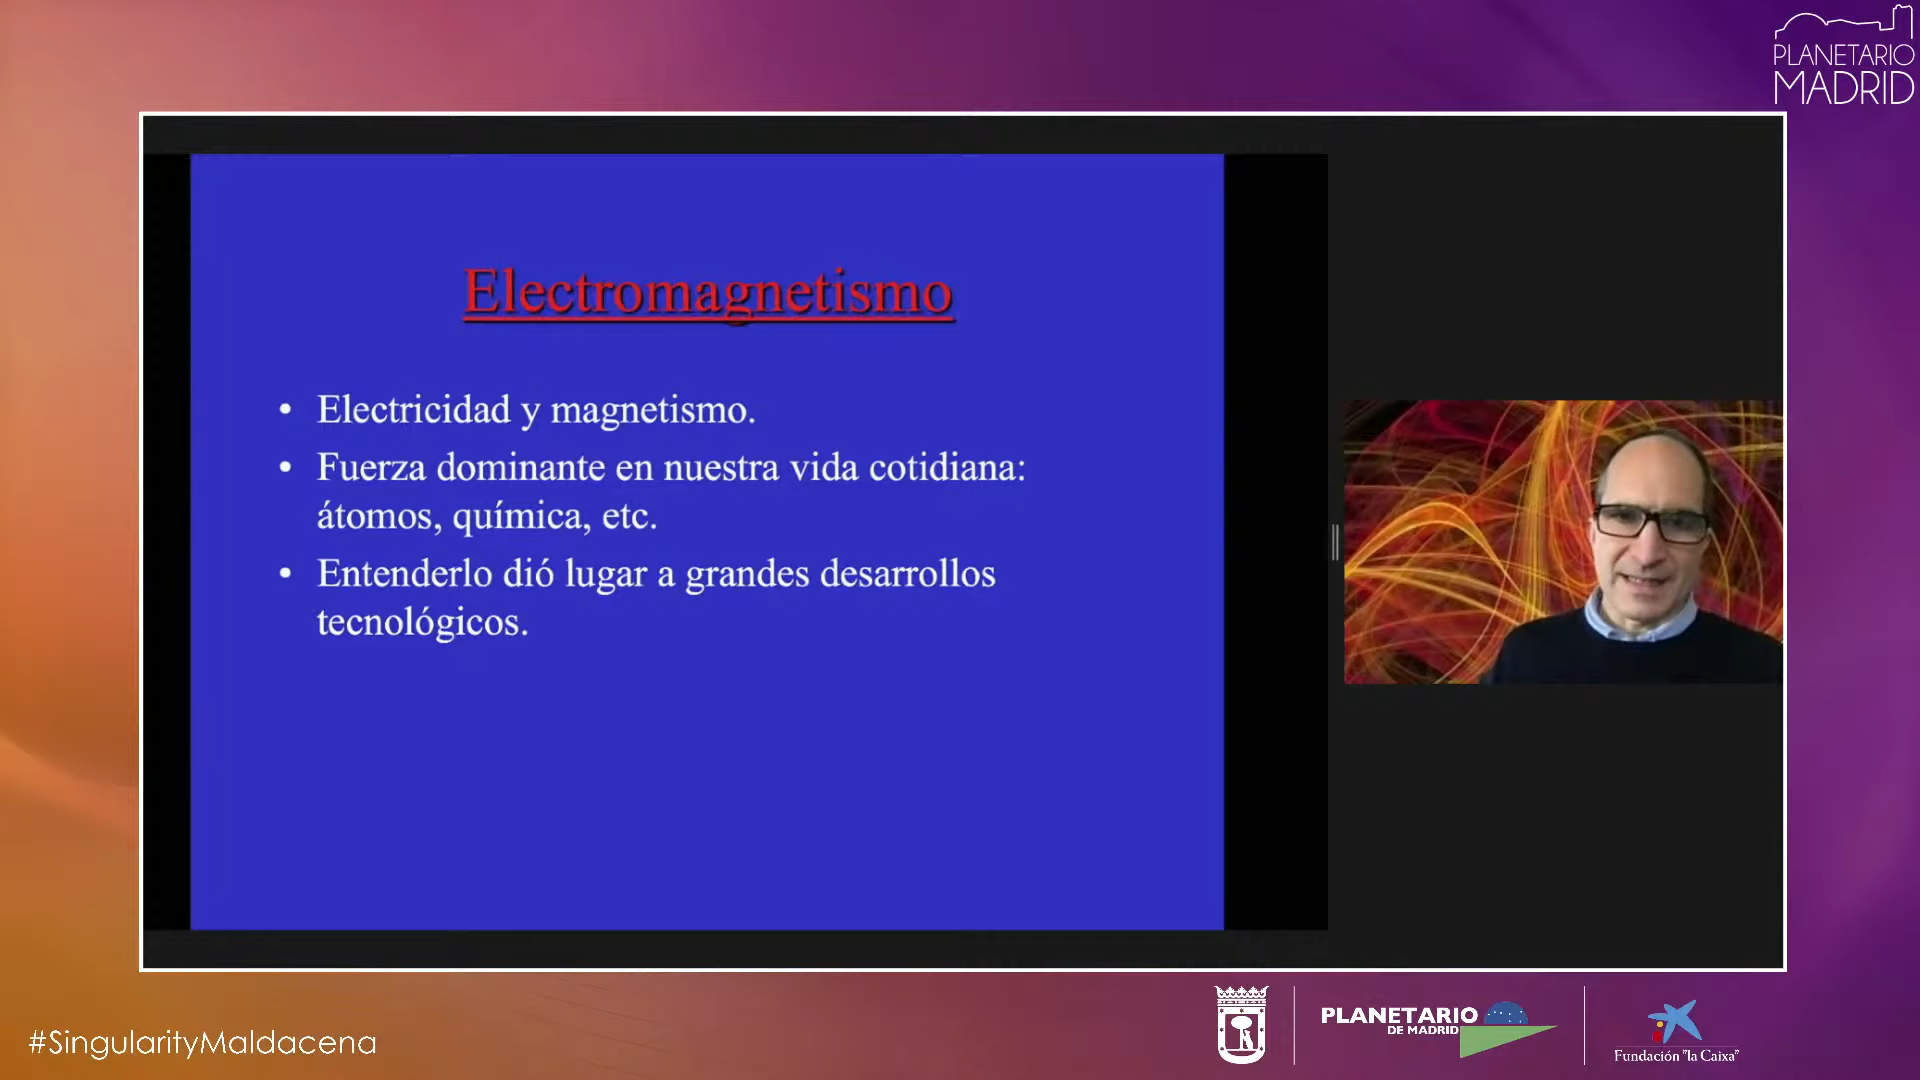 PLANETARIO
MADRID
Electromagnetismo
• Electricidad y magnetismo.
• Fuerza dominante en nuestra vida cotidiana:
átomos, química, etc.
• Entenderlo dió lugar a grandes desarrollos
tecnológicos.
#SingularityMaldacena
PLANETARIO
DE MADRID
Fundación "la Caixa"